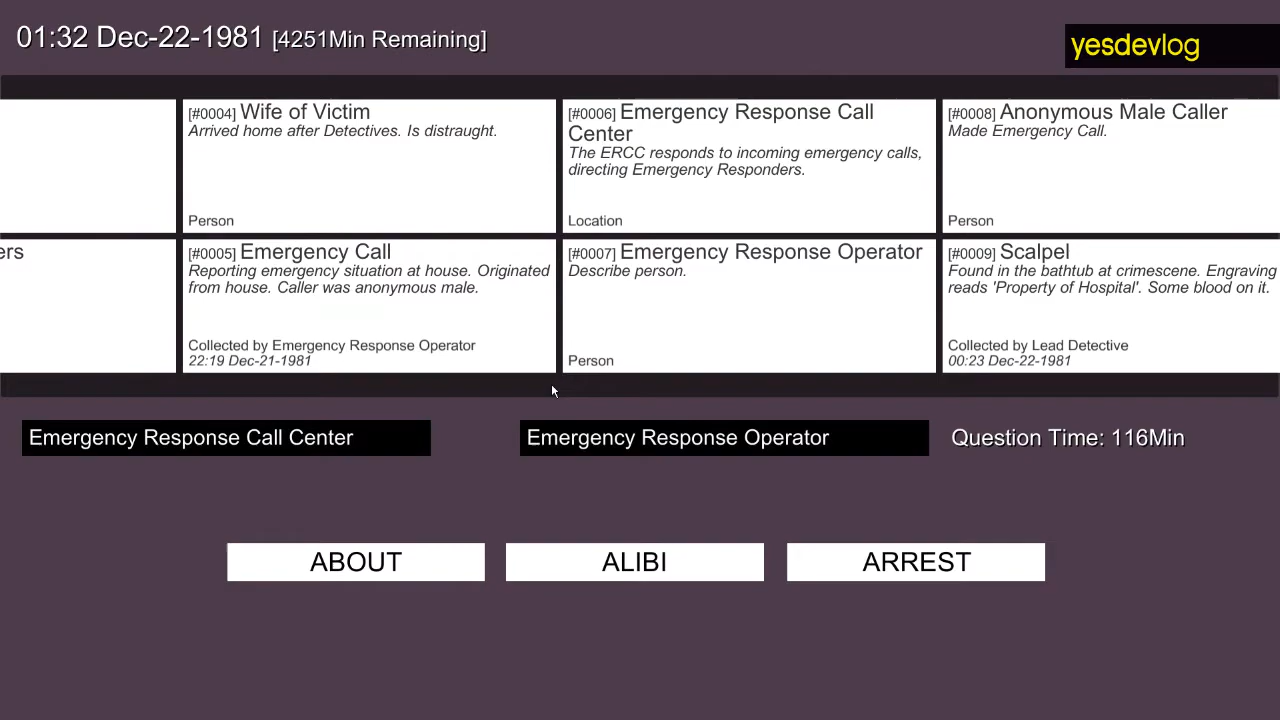 01:32 Dec-22-1981 [4251Min Remaining]
yesdevlog
[#0004] Wife of Victim
Arrived home after Detectives. Is distraught.
Person
[#0006] Emergency Response Call
Center
The ERCC responds to incoming emergency calls,
directing Emergency Responders.
Location
[#0008] Anonymous Male Caller
Made Emergency Call.
Person
ers
[#0005] Emergency Call
Reporting emergency situation at house. Originated
from house. Caller was anonymous male.
Collected by Emergency Response Operator
22:19 Dec-21-1981
[#0007] Emergency Response Operator
Describe person.
Person
[#0009] Scalpel
Found in the bathtub at crimescene. Engraving
reads 'Property of Hospital'. Some blood on it.
Collected by Lead Detective
00:23 Dec-22-1981
Emergency Response Call Center
Emergency Response Operator
Question Time: 116Min
ABOUT
ALIBI
ARREST